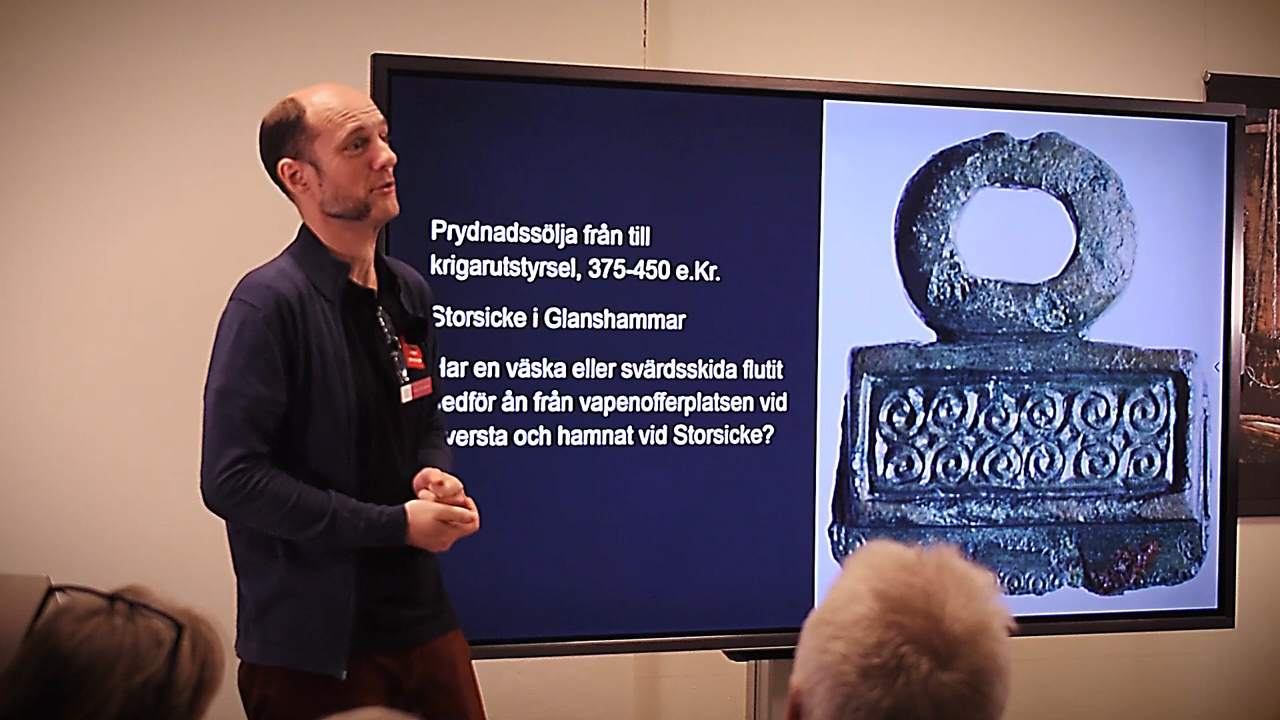 Prydnadssölja från till
krigarutstyrsel, 375-450 e.Kr.
Storsicke i Glanshammar
en väska eller svärdsskida flutit
ån från vapenofferplatsen vid
och hamnat vid Storsicke?